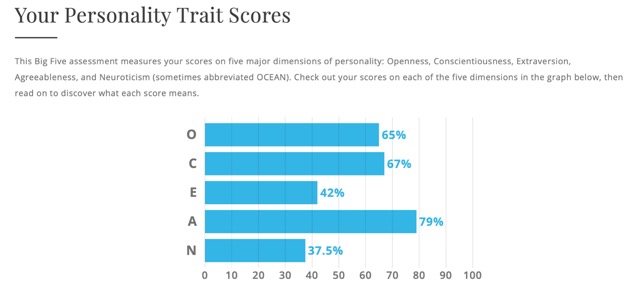 Your Personality Trait Scores
This Big Five assessment measures your scores on five major dimensions of personality: Openness, Conscientiousness, Extraversion,
Agreeableness, and Neuroticism (sometimes abbreviated OCEAN). Check out your scores on each of the five dimensions in the graph below, then
read on to discover what each score means.
O 65%
C 67%
E 42%
A 79%
N 37.5%
0 10 20 30 40 50 60 70 80 90 100